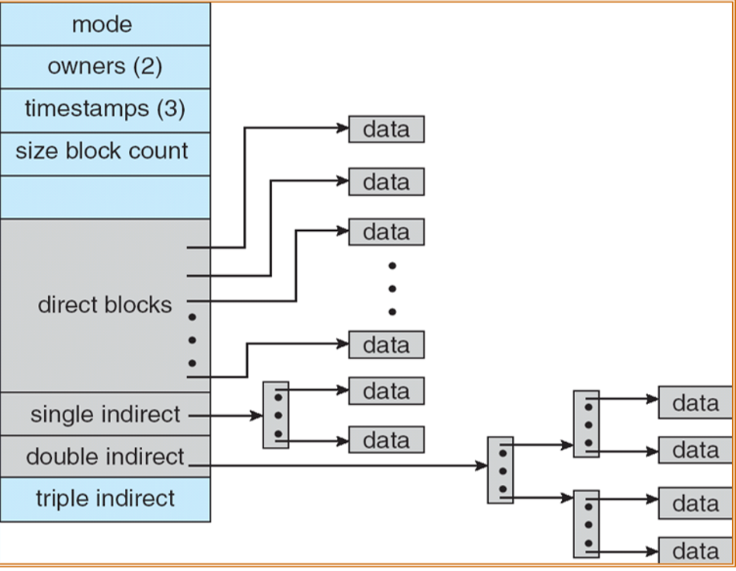 mode
owners (2)
timestamps (3)
size block count
direct blocks
single indirect
double indirect
triple indirect
data
data
data
data
data
data
data
data
data
data